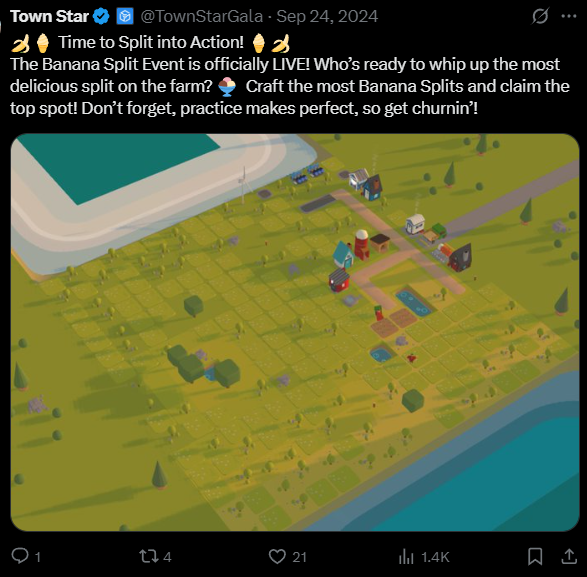 Town Star @TownStarGala · Sep 24, 2024
🍌🍦 Time to Split into Action! 🍦🍌
The Banana Split Event is officially LIVE! Who's ready to whip up the most
delicious split on the farm? 🍨 Craft the most Banana Splits and claim the
top spot! Don't forget, practice makes perfect, so get churnin'!
1 4 21 1.4K